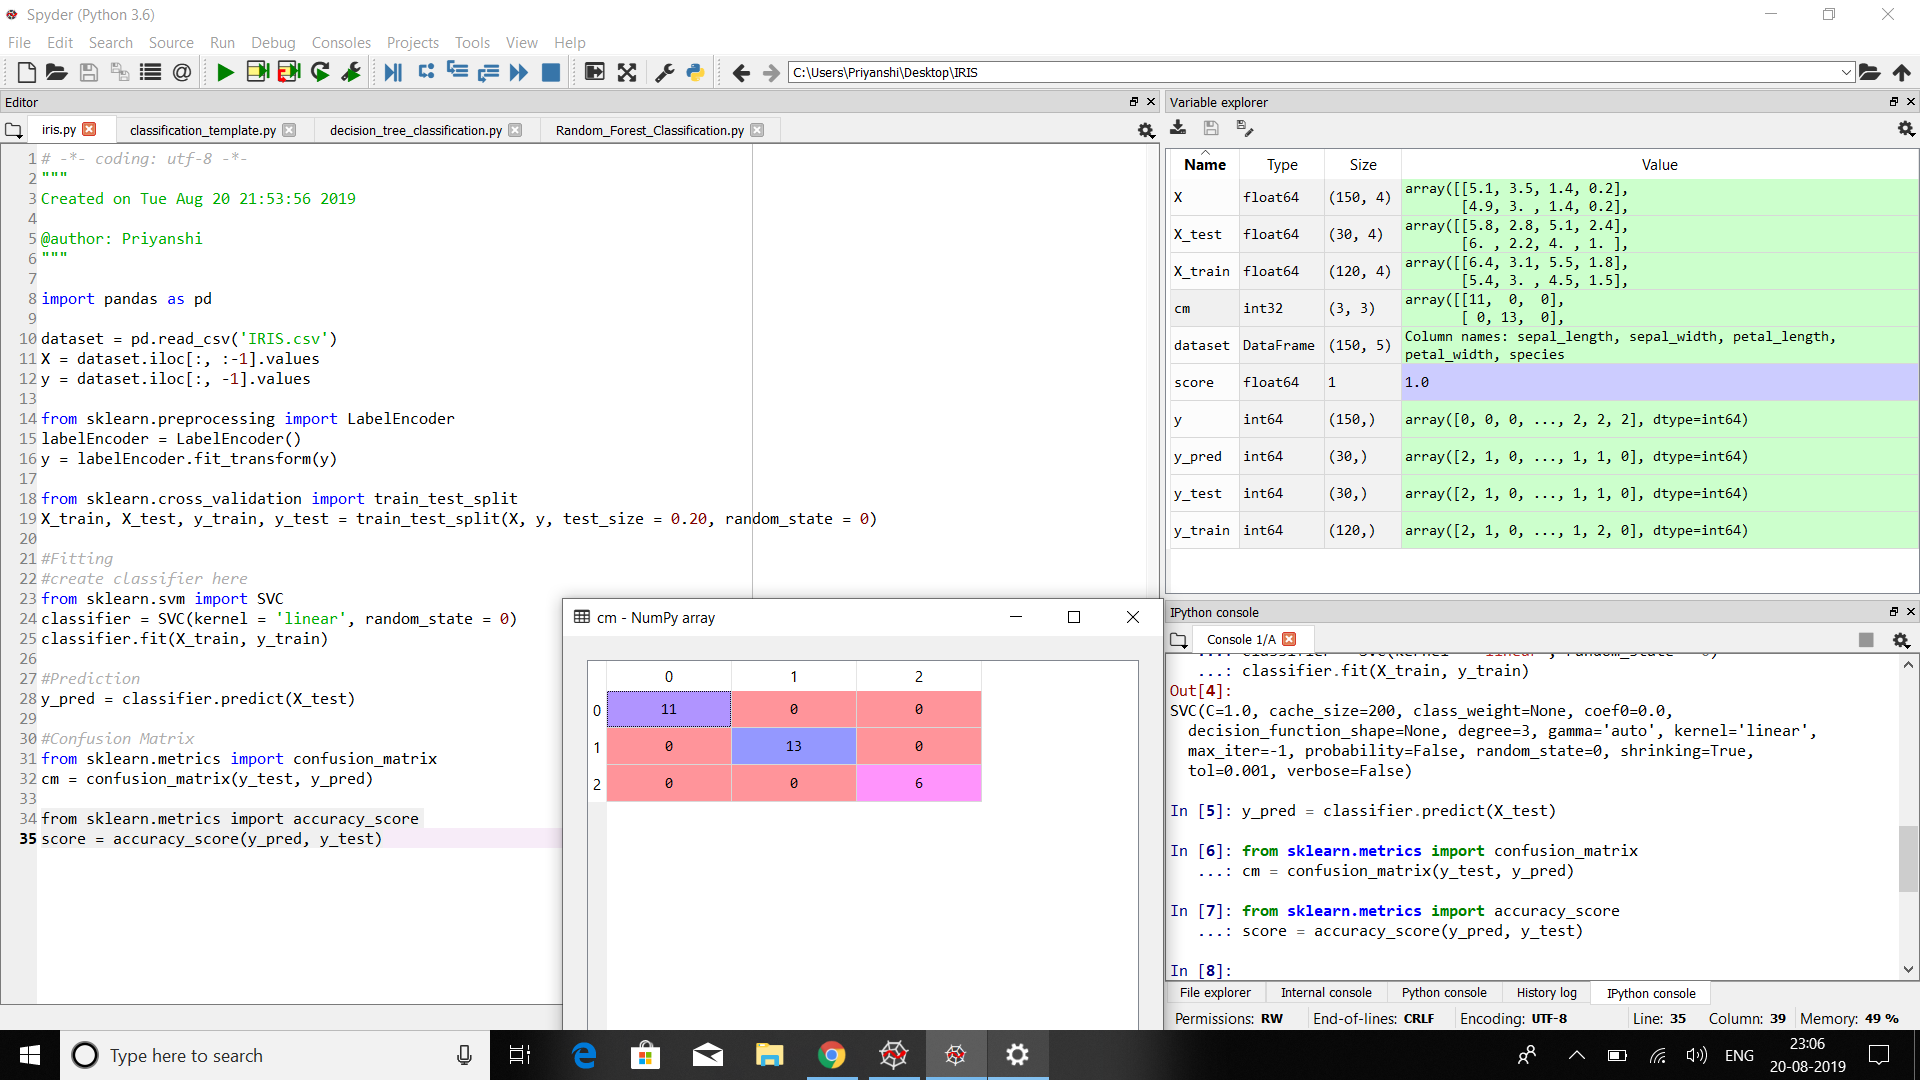 Spyder (Python 3.6)
File Edit Search Source Run Debug Consoles Projects Tools View Help
C:\Users\Priyanshi\Desktop\IRIS
Editor
iris.py classification_template.py decision_tree_classification.py Random_Forest_Classification.py
1 # -*- coding: utf-8 -*-
2 """
3 Created on Tue Aug 20 21:53:56 2019
4
5 @author: Priyanshi
6 """
7
8 import pandas as pd
9
10 dataset = pd.read_csv('IRIS.csv')
11 X = dataset.iloc[:, :-1].values
12 y = dataset.iloc[:, -1].values
13
14 from sklearn.preprocessing import LabelEncoder
15 labelEncoder = LabelEncoder()
16 y = labelEncoder.fit_transform(y)
17
18 from sklearn.cross_validation import train_test_split
19 X_train, X_test, y_train, y_test = train_test_split(X, y, test_size = 0.20, random_state = 0)
20
21 #Fitting
22 #create classifier here
23 from sklearn.svm import SVC
24 classifier = SVC(kernel = 'linear', random_state = 0)
25 classifier.fit(X_train, y_train)
26
27 #Prediction
28 y_pred = classifier.predict(X_test)
29
30 #Confusion Matrix
31 from sklearn.metrics import confusion_matrix
32 cm = confusion_matrix(y_test, y_pred)
33
34 from sklearn.metrics import accuracy_score
35 score = accuracy_score(y_pred, y_test)
cm - NumPy array
0 1 2
0 11 0 0
1 0 13 0
2 0 0 6
Variable explorer
Name Type Size Value
X float64 (150, 4) array([[5.1, 3.5, 1.4, 0.2],
[4.9, 3. , 1.4, 0.2],
X_test float64 (30, 4) array([[5.8, 2.8, 5.1, 2.4],
[6. , 2.2, 4. , 1. ],
X_train float64 (120, 4) array([[6.4, 3.1, 5.5, 1.8],
[5.4, 3. , 4.5, 1.5],
cm int32 (3, 3) array([[11, 0, 0],
[ 0, 13, 0],
dataset DataFrame (150, 5) Column names: sepal_length, sepal_width, petal_length,
petal_width, species
score float64 1 1.0
y int64 (150,) array([0, 0, 0, ..., 2, 2, 2], dtype=int64)
y_pred int64 (30,) array([2, 1, 0, ..., 1, 1, 0], dtype=int64)
y_test int64 (30,) array([2, 1, 0, ..., 1, 1, 0], dtype=int64)
y_train int64 (120,) array([2, 1, 0, ..., 1, 2, 0], dtype=int64)
IPython console
Console 1/A
...: classifier.fit(X_train, y_train)
Out[4]:
SVC(C=1.0, cache_size=200, class_weight=None, coef0=0.0,
decision_function_shape=None, degree=3, gamma='auto', kernel='linear',
max_iter=-1, probability=False, random_state=0, shrinking=True,
tol=0.001, verbose=False)
In [5]: y_pred = classifier.predict(X_test)
In [6]: from sklearn.metrics import confusion_matrix
...: cm = confusion_matrix(y_test, y_pred)
In [7]: from sklearn.metrics import accuracy_score
...: score = accuracy_score(y_pred, y_test)
In [8]:
File explorer Internal console Python console History log IPython console
Permissions: RW End-of-lines: CRLF Encoding: UTF-8 Line: 35 Column: 39 Memory: 49 %
Type here to search
ENG
23:06
20-08-2019